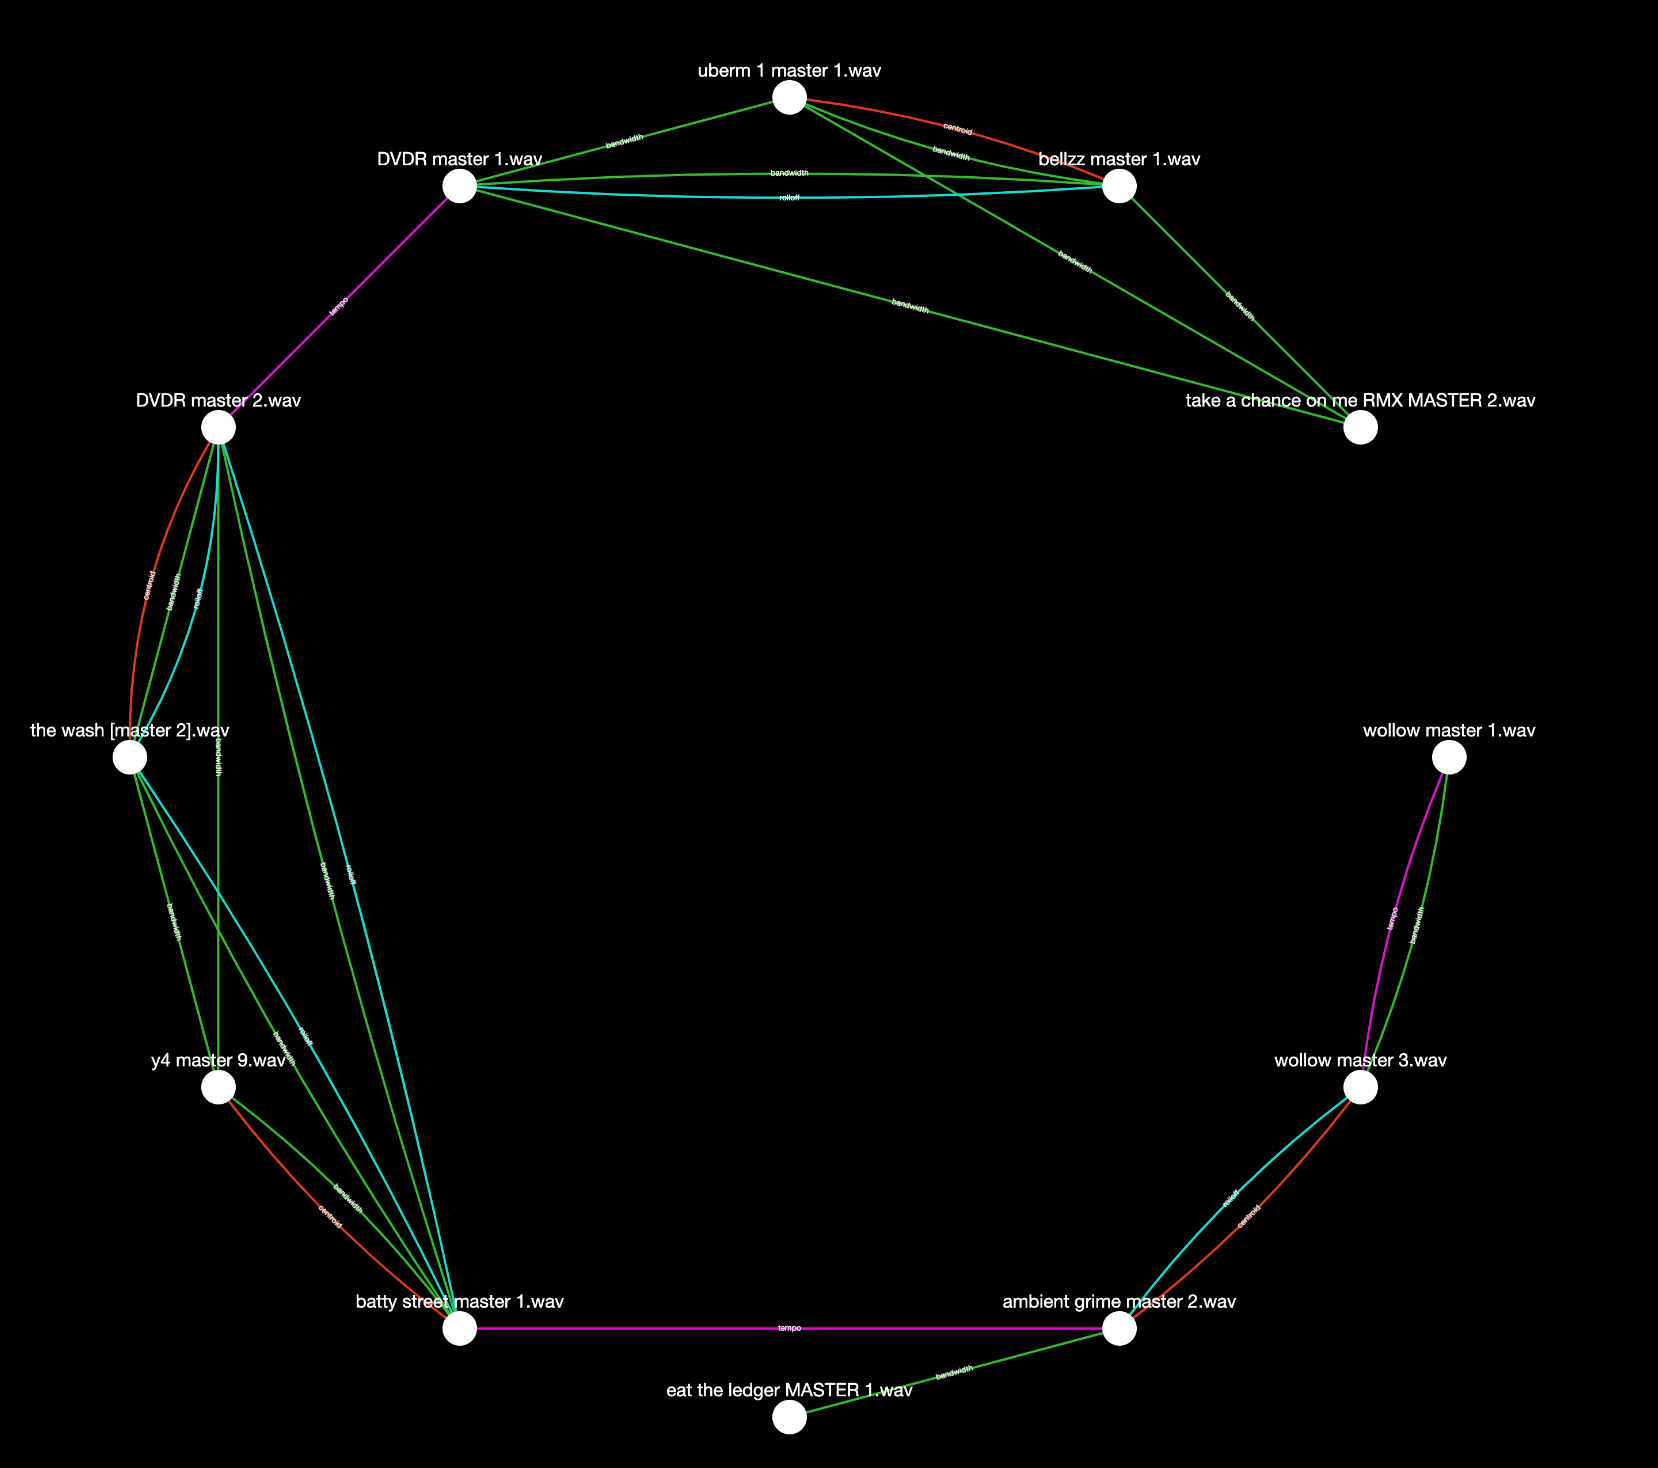 uberm 1 master 1.wav
centroid
bandwidth
bandwidth
DVDR master 1.wav
bellzz master 1.wav
bandwidth
rolloff
bandwidth
bandwidth
bandwidth
tempo
DVDR master 2.wav
take a chance on me RMX MASTER 2.wav
centroid
bandwidth
rolloff
the wash [master 2].wav
wollow master 1.wav
bandwidth
bandwidth
rolloff
bandwidth
tempo
bandwidth
rolloff
bandwidth
y4 master 9.wav
wollow master 3.wav
bandwidth
centroid
rolloff
centroid
batty street master 1.wav
ambient grime master 2.wav
tempo
bandwidth
eat the ledger MASTER 1.wav